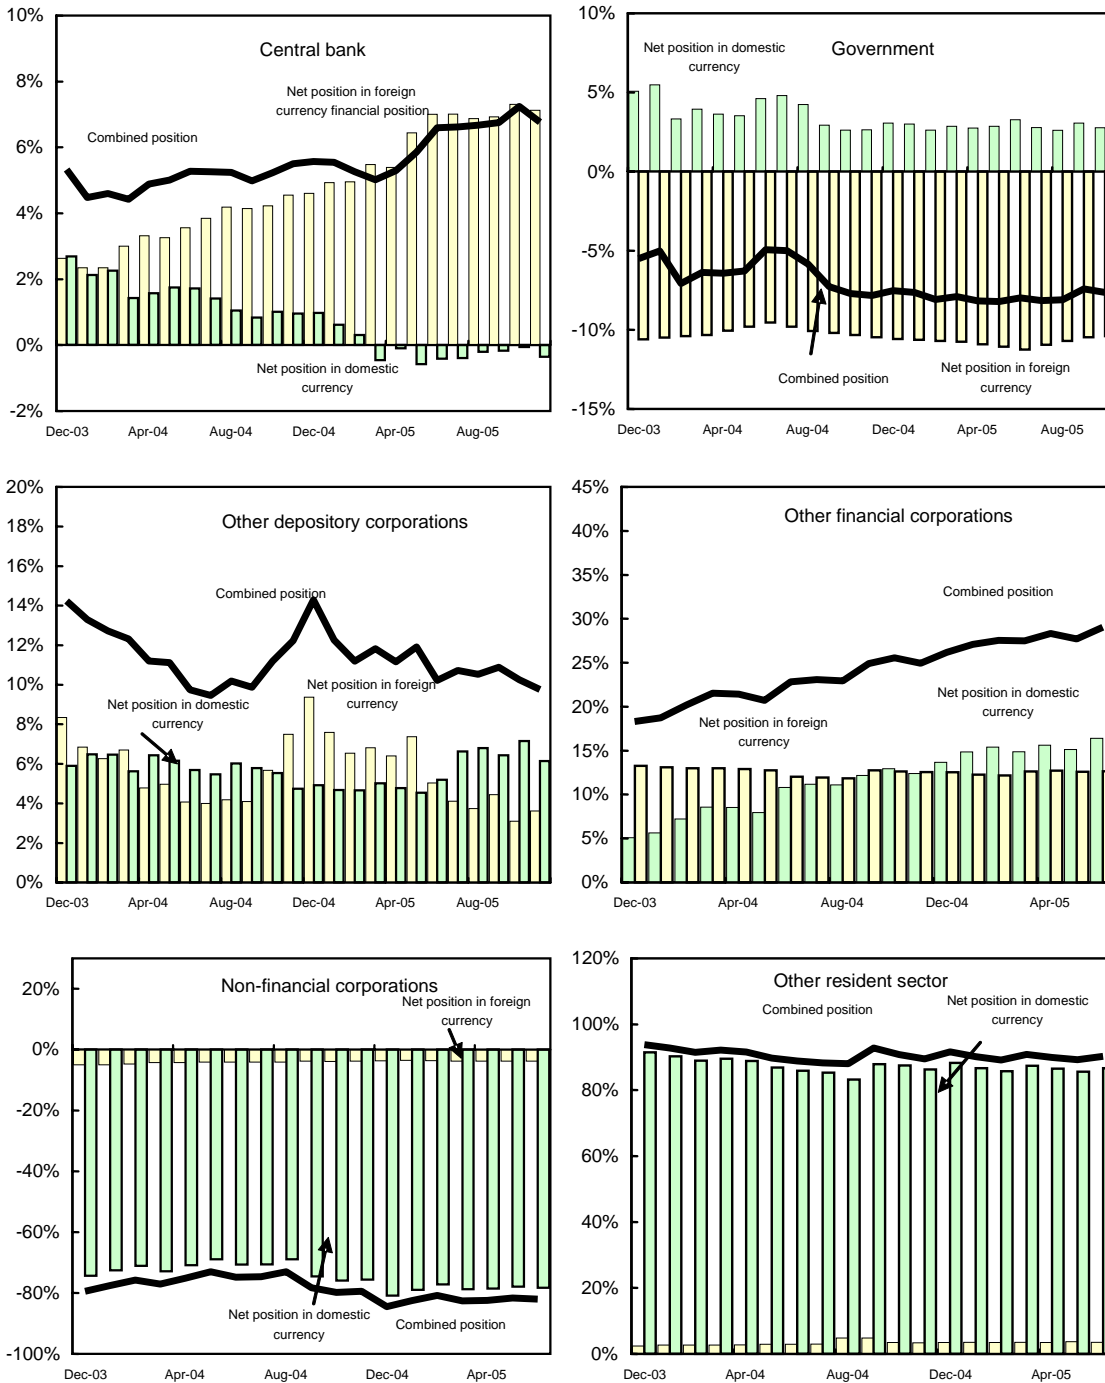 Central bank
10%
8%
6%
4%
2%
0%
-2%
Net position in foreign
currency financial position
Combined position
Net position in domestic
currency
Dec-03 Apr-04 Aug-04 Dec-04 Apr-05 Aug-05
Government
10%
5%
0%
-5%
-10%
-15%
Net position in domestic
currency
Combined position
Net position in foreign
currency
Dec-03 Apr-04 Aug-04 Dec-04 Apr-05 Aug-05
Other depository corporations
20%
18%
16%
14%
12%
10%
8%
6%
4%
2%
0%
Combined position
Net position in foreign
currency
Net position in domestic
currency
Dec-03 Apr-04 Aug-04 Dec-04 Apr-05 Aug-05
Other financial corporations
45%
40%
35%
30%
25%
20%
15%
10%
5%
0%
Combined position
Net position in domestic
currency
Net position in foreign
currency
Dec-03 Apr-04 Aug-04 Dec-04 Apr-05
Non-financial corporations
20%
0%
-20%
-40%
-60%
-80%
-100%
Net position in foreign
currency
Net position in domestic
currency
Combined position
Dec-03 Apr-04 Aug-04 Dec-04 Apr-05
Other resident sector
120%
100%
80%
60%
40%
20%
0%
Combined position
Net position in domestic
currency
Dec-03 Apr-04 Aug-04 Dec-04 Apr-05